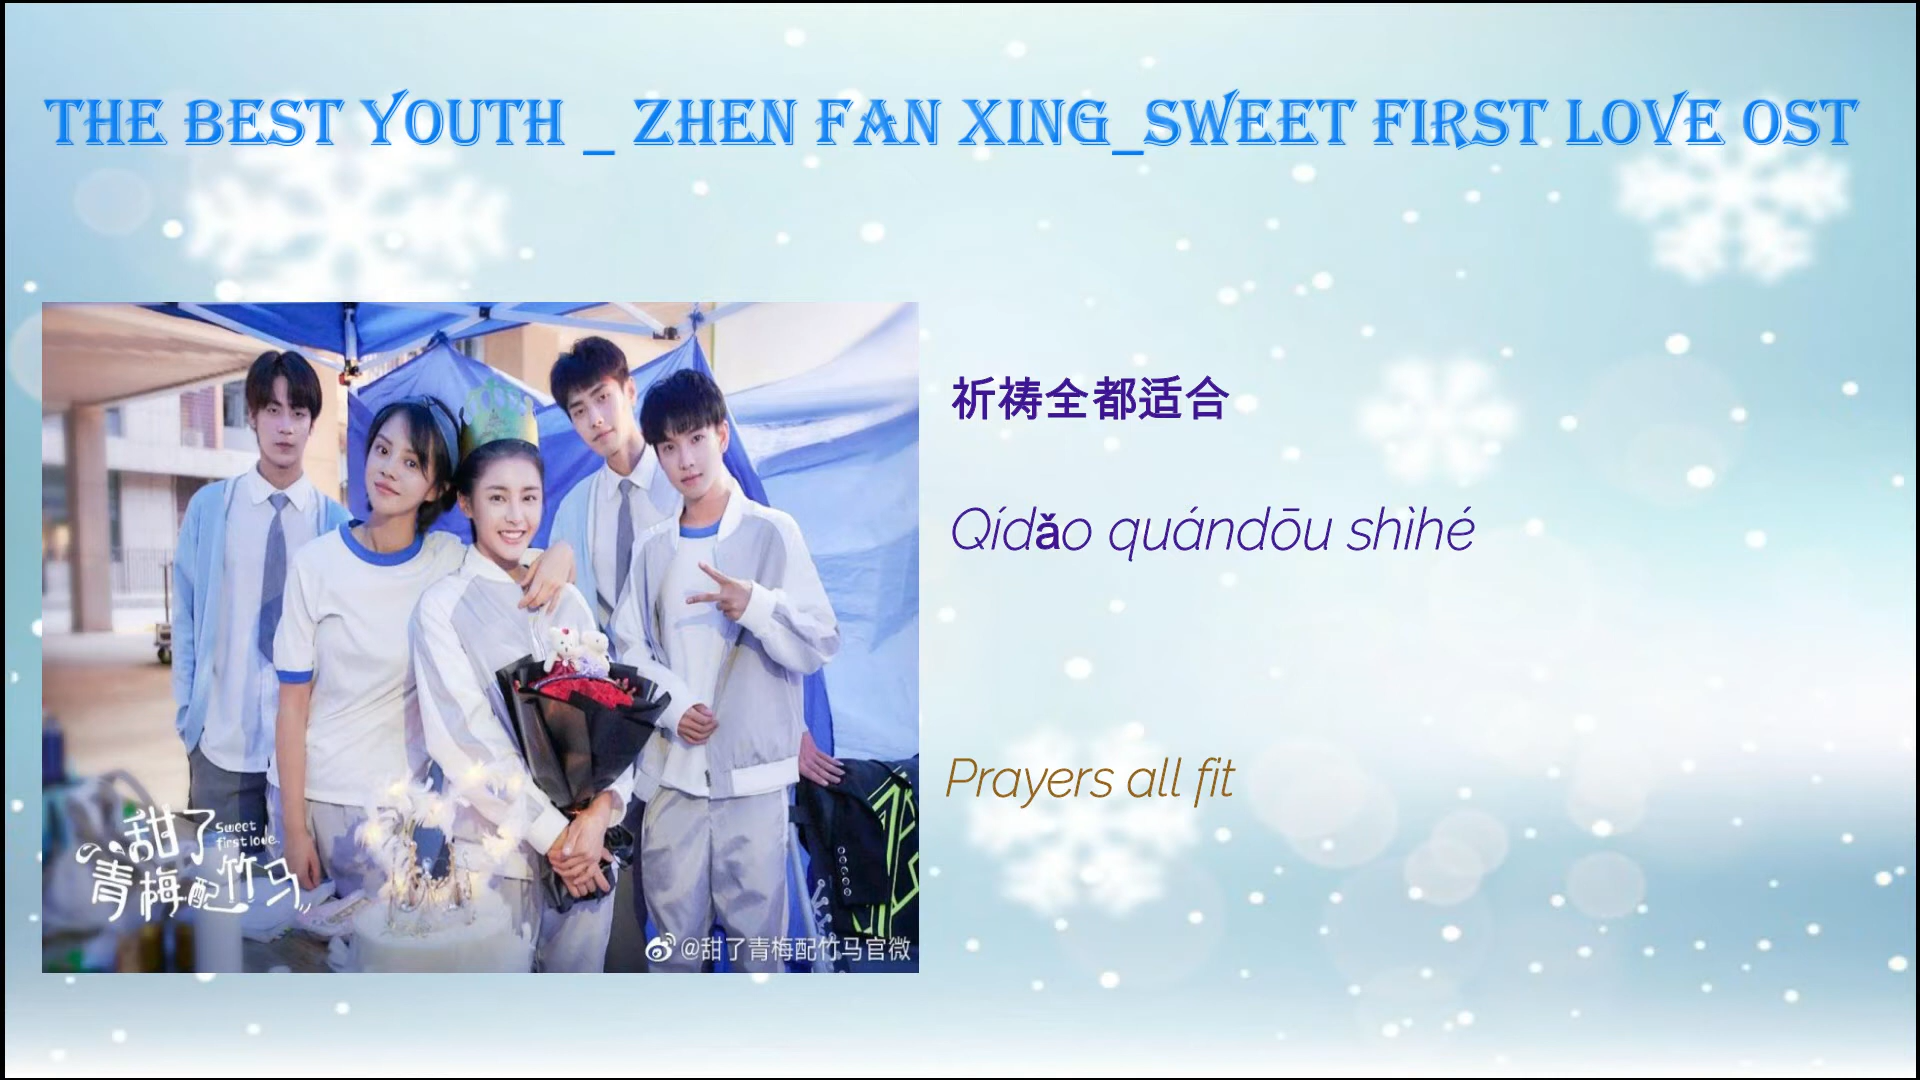 THE BEST YOUTH _ ZHEN FAN XING_SWEET FIRST LOVE OST
祈祷全都适合
Qídǎo quándōu shìhé
Prayers all fit
甜了
Sweet
first love
青梅配竹马
@甜了青梅配竹马官微